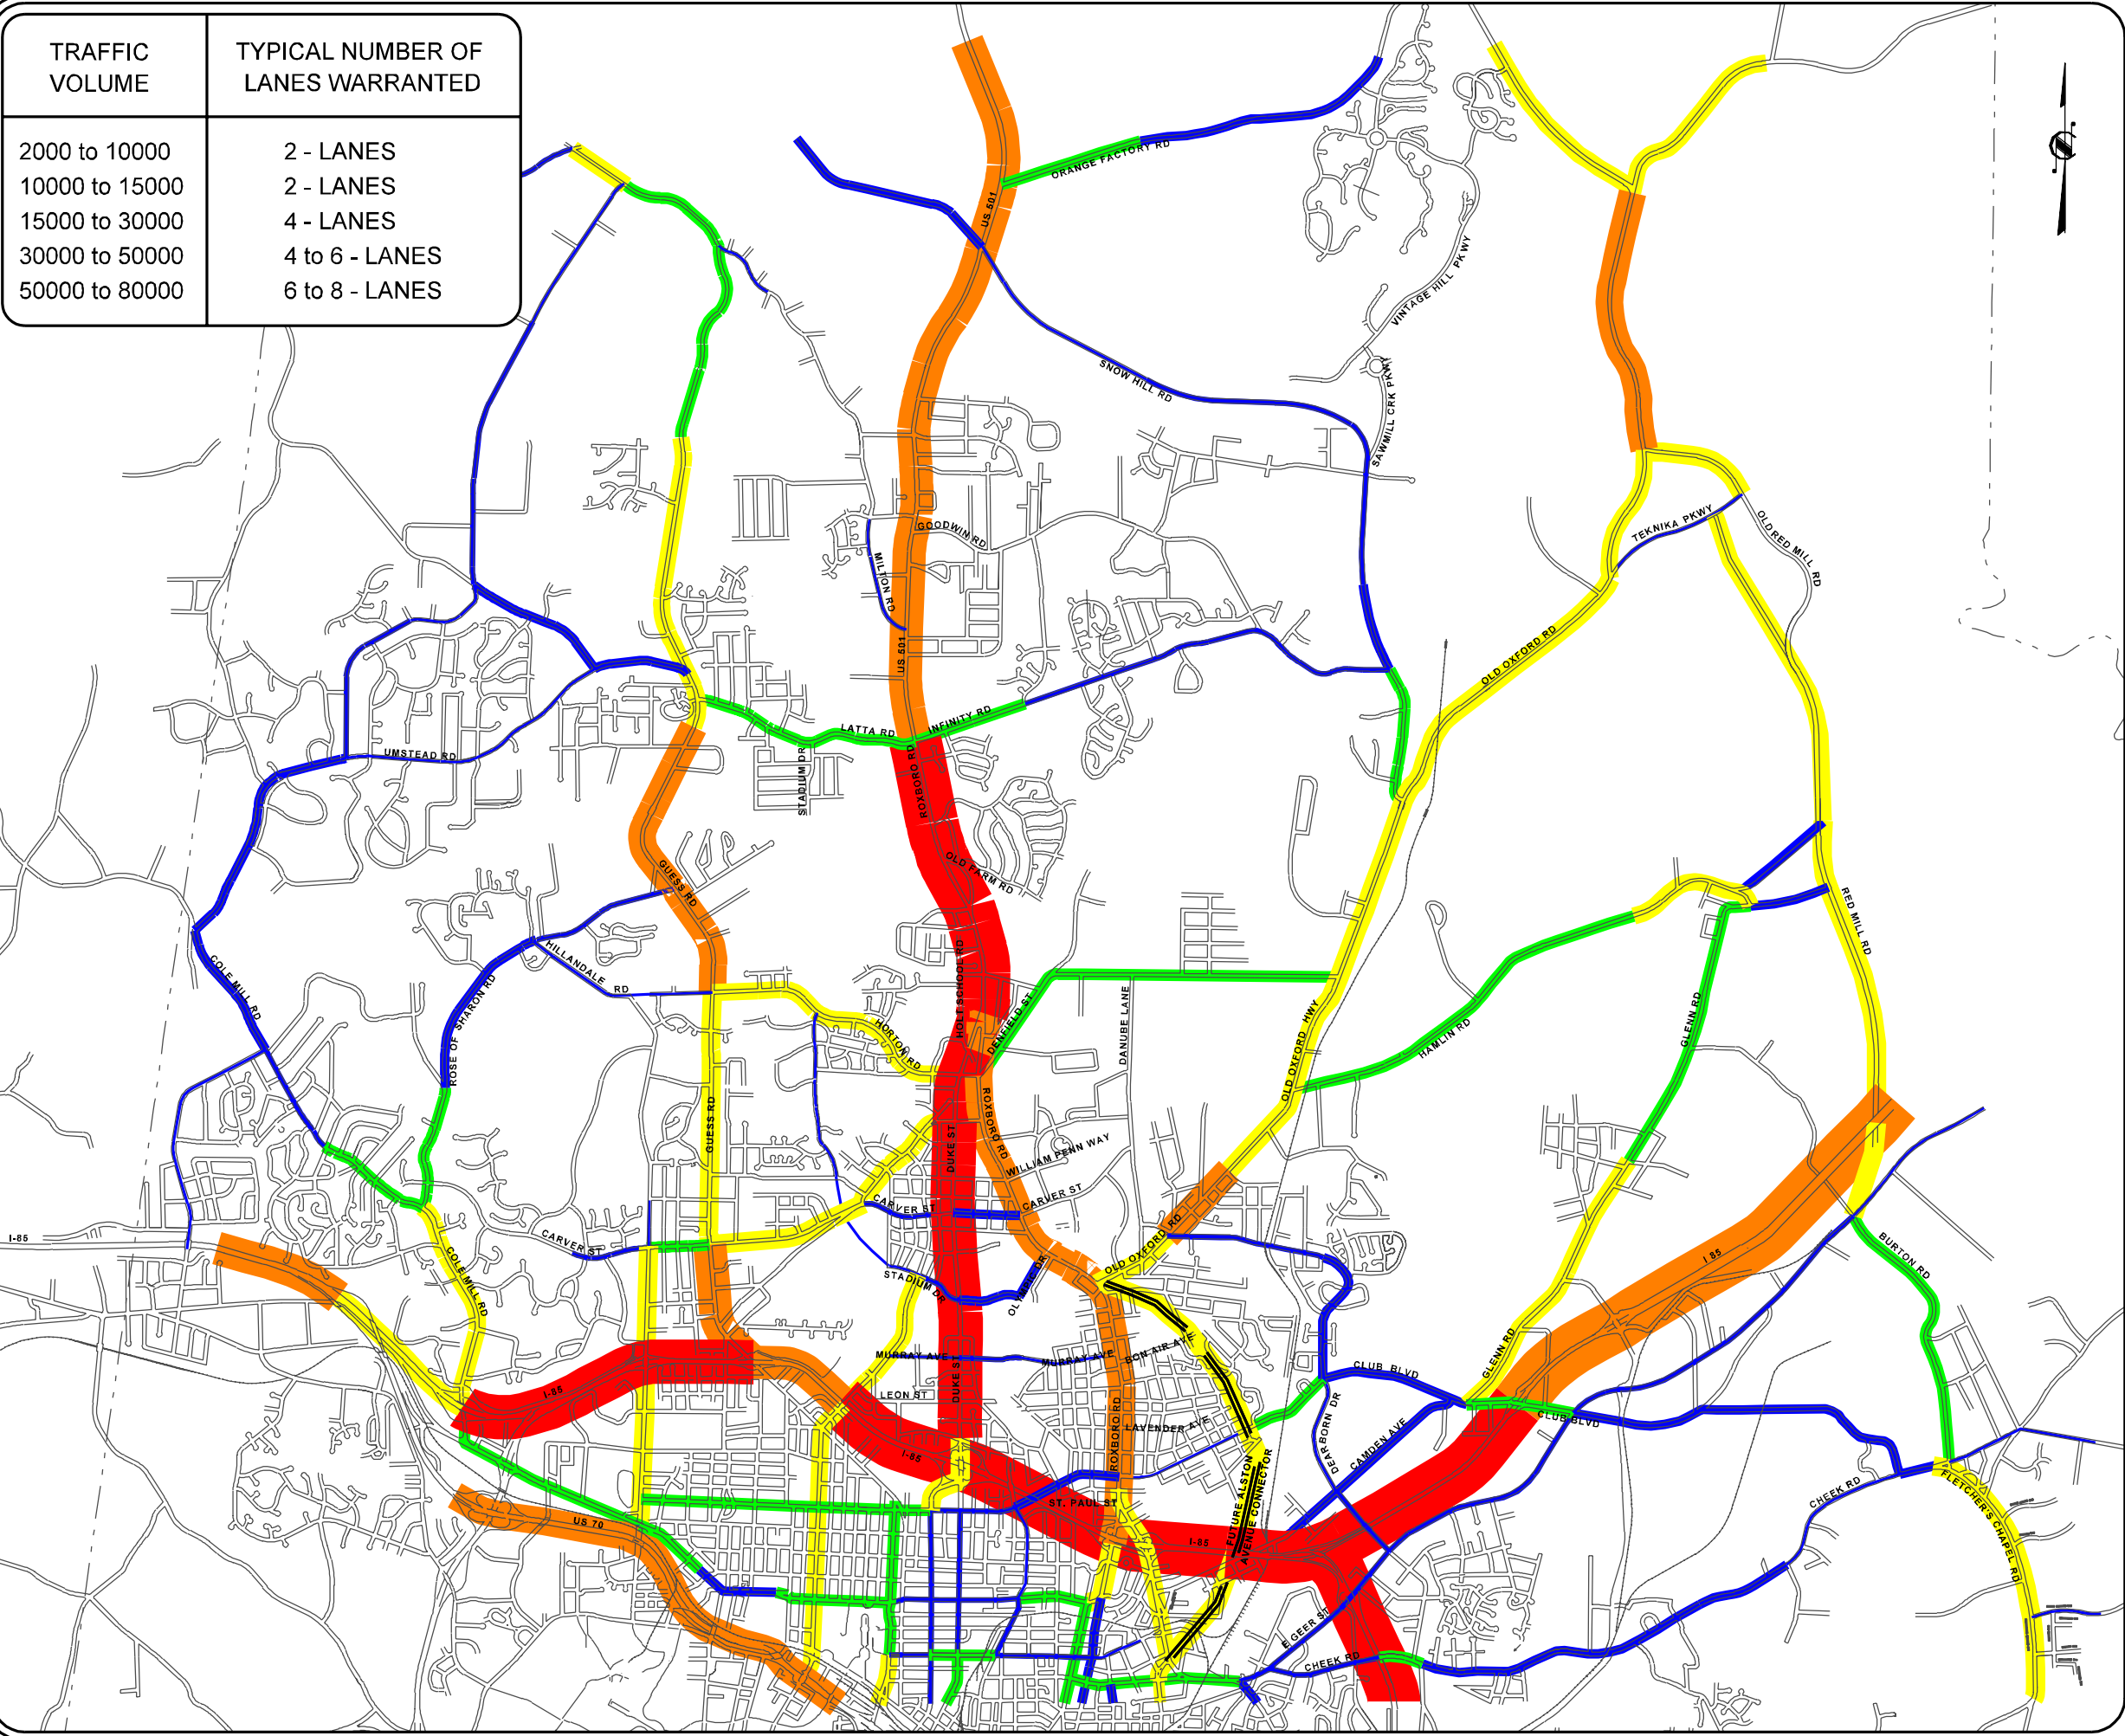 TRAFFIC
VOLUME
TYPICAL NUMBER OF
LANES WARRANTED
2000 to 10000
2 - LANES
10000 to 15000
2 - LANES
15000 to 30000
4 - LANES
30000 to 50000
4 to 6 - LANES
50000 to 80000
6 to 8 - LANES
ORANGE FACTORY RD
US 501
VINTAGE HILL PKWY
SNOW HILL RD
SAWMILL CRK PKWY
GOODWIN RD
TEKNIKA PKWY
OLD RED MILL RD
MILTON RD
US 501
OLD OXFORD RD
LATTA RD
INFINITY RD
UMSTEAD RD
STADIUM DR
ROXBORO RD
OLD FARM RD
GUESS RD
RED MILL RD
HILLANDALE RD
COLE MILL RD
ROSE OF SHARON RD
HOLT SCHOOL RD
DENFIELD ST
DANUBE LANE
HORTON RD
OLD OXFORD HWY
HAMLIN RD
GLENN RD
GUESS RD
DUKE ST
ROXBORO RD
WILLIAM PENN WAY
CARVER ST
CARVER ST
I-85
CARVER ST
COLE MILL RD
STADIUM DR
OLYMPIC DR
OLD OXFORD RD
I 85
BURTON RD
MURRAY AVE
MURRAY AVE
BON AIR AVE
GLENN RD
I-85
LEON ST
DUKE ST
CLUB BLVD
ROXBORO RD
LAVENDER AVE
DEARBORN DR
CAMDEN AVE
CLUB BLVD
I-85
ST. PAUL ST
FUTURE ALSTON
AVENUE CONNECTOR
CHEEK RD
FLETCHERS CHAPEL RD
US 70
I-85
E GEER ST
CHEEK RD